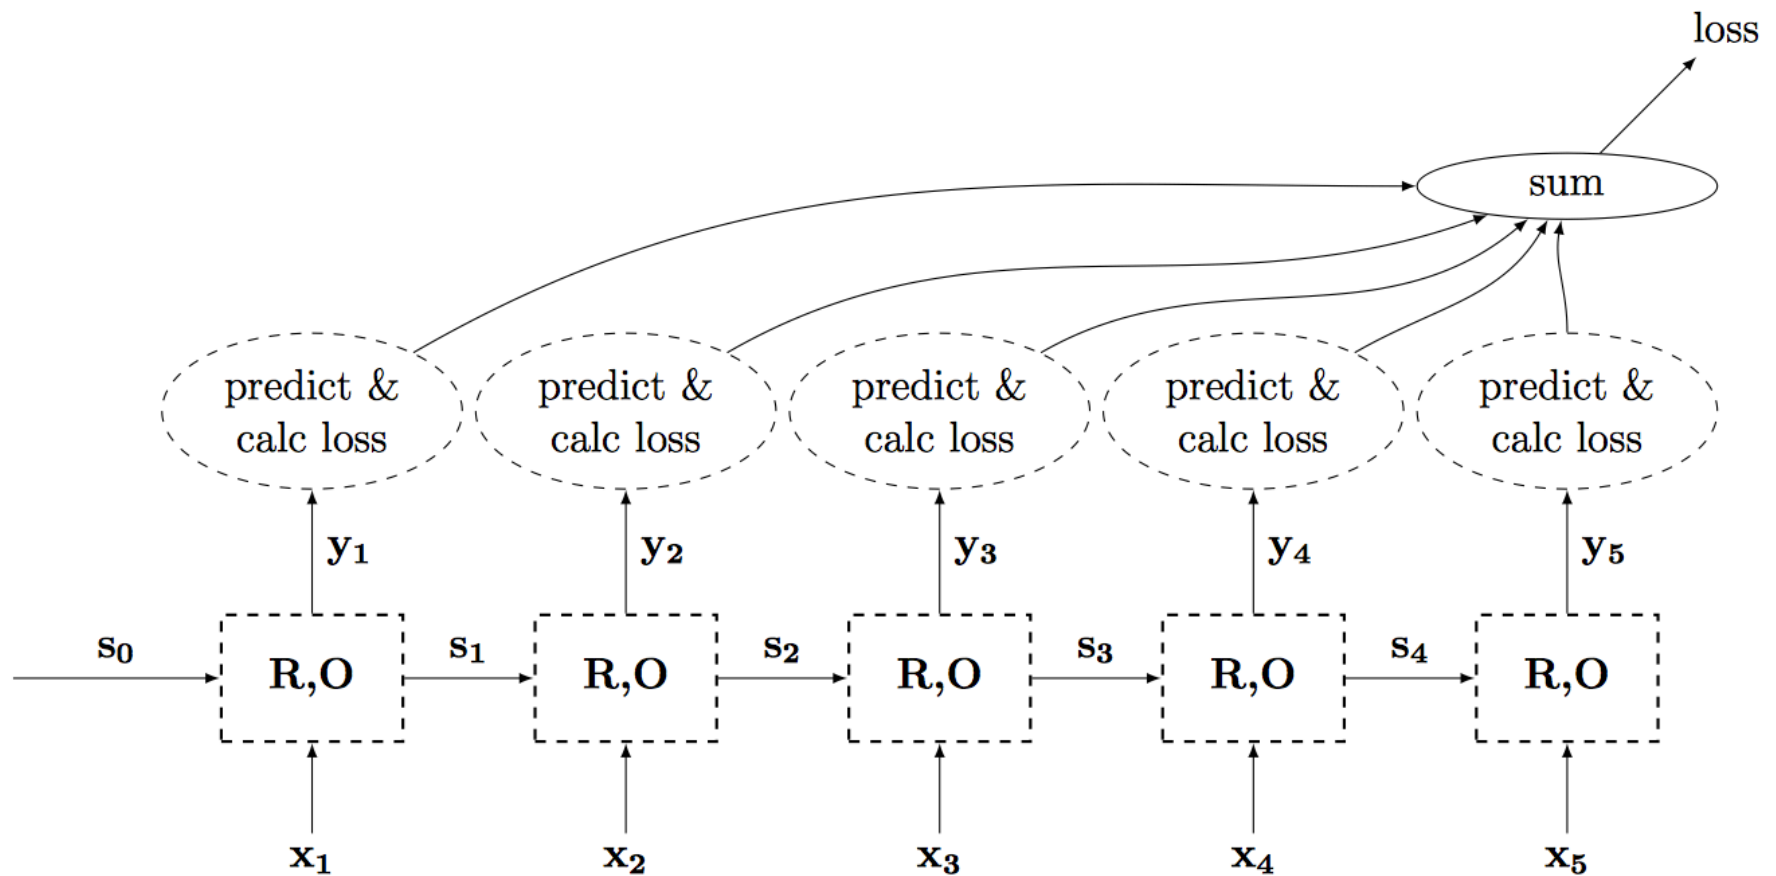 loss
sum
predict & predict & predict & predict & predict &
calc loss calc loss calc loss calc loss calc loss
y₁ y₂ y₃ y₄ y₅
s₀ s₁ s₂ s₃ s₄
R,O R,O R,O R,O R,O
x₁ x₂ x₃ x₄ x₅